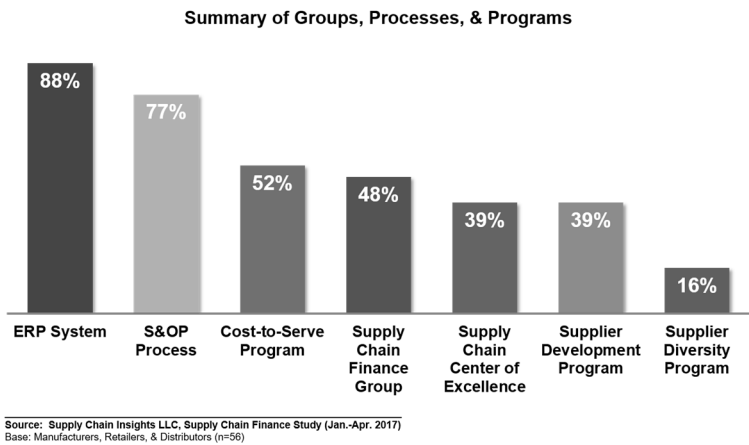 Summary of Groups, Processes, & Programs
88%
77%
52%
48%
39%
39%
16%
ERP System
S&OP
Process
Cost-to-Serve
Program
Supply
Chain
Finance
Group
Supply
Chain
Center of
Excellence
Supplier
Development
Program
Supplier
Diversity
Program
Source: Supply Chain Insights LLC, Supply Chain Finance Study (Jan.-Apr. 2017)
Base: Manufacturers, Retailers, & Distributors (n=56)